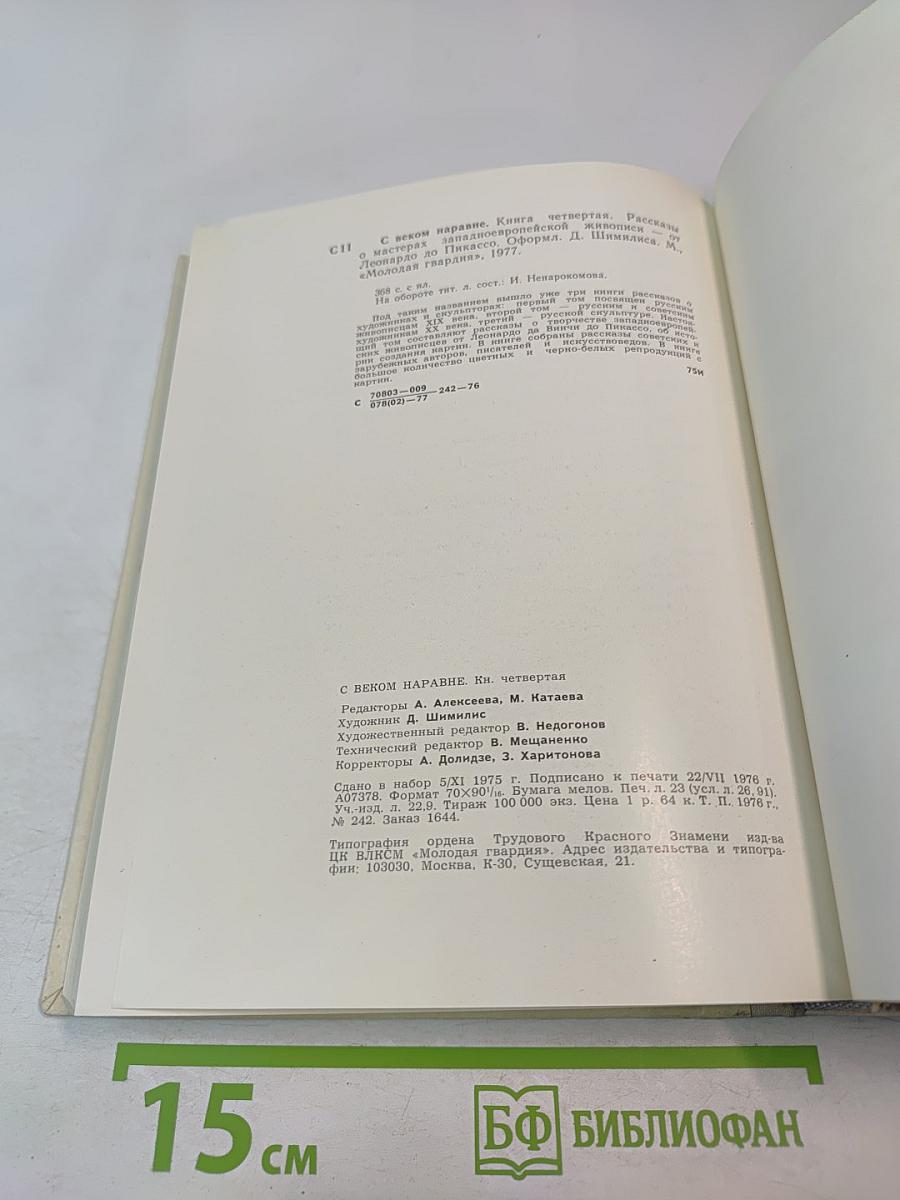 С 11
С веком наравне. Книга четвертая. Рассказы
о мастерах западноевропейской живописи — от
Леонардо до Пикассо. Оформл. Д. Шимилиса. М.,
«Молодая гвардия», 1977.
368 с. с ил.
На обороте тит. л. сост.: И. Ненарокомова.
Под таким названием вышло уже три книги рассказов о
художниках и скульпторах: первый том посвящен русским
живописцам XIX века, второй том — русским и советским
художникам XX века, третий — русской скульптуре. Настоя-
щий том составляют рассказы о творчестве западноевропей-
ских живописцев от Леонардо да Винчи до Пикассо, об исто-
рии создания картин. В книге собраны рассказы советских и
зарубежных авторов, писателей и искусствоведов. В книге
большое количество цветных и черно-белых репродукций с
картин.
С 70803—009
078(02)—77 242—76
75И
С ВЕКОМ НАРАВНЕ. Кн. четвертая
Редакторы А. Алексеева, М. Катаева
Художник Д. Шимилис
Художественный редактор В. Недогонов
Технический редактор В. Мещаненко
Корректоры А. Долидзе, З. Харитонова
Сдано в набор 5/XI 1975 г. Подписано к печати 22/VII 1976 г.
А07378. Формат 70×90¹/₁₆. Бумага мелов. Печ. л. 23 (усл. л. 26,91).
Уч.-изд. л. 22,9. Тираж 100 000 экз. Цена 1 р. 64 к. Т. П. 1976 г.,
№ 242. Заказ 1644.
Типография ордена Трудового Красного Знамени изд-ва
ЦК ВЛКСМ «Молодая гвардия». Адрес издательства и типогра-
фии: 103030, Москва, К-30, Сущевская, 21.
15 см
БФ БИБЛИОФАН